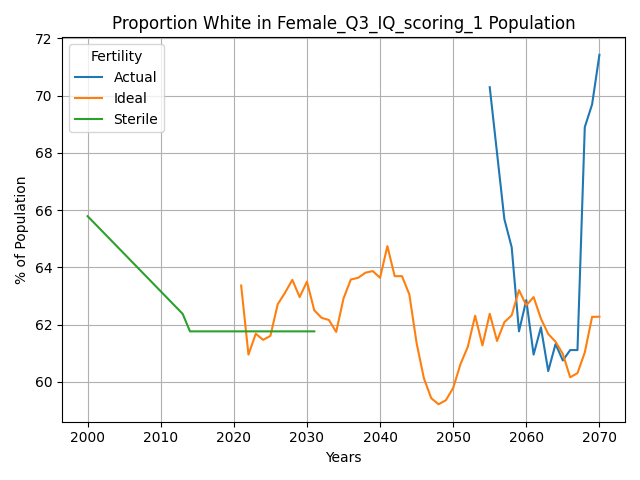 Proportion White in Female_Q3_IQ_scoring_1 Population
72
70
68
66
64
62
60
% of Population
Fertility
Actual
Ideal
Sterile
2000 2010 2020 2030 2040 2050 2060 2070
Years